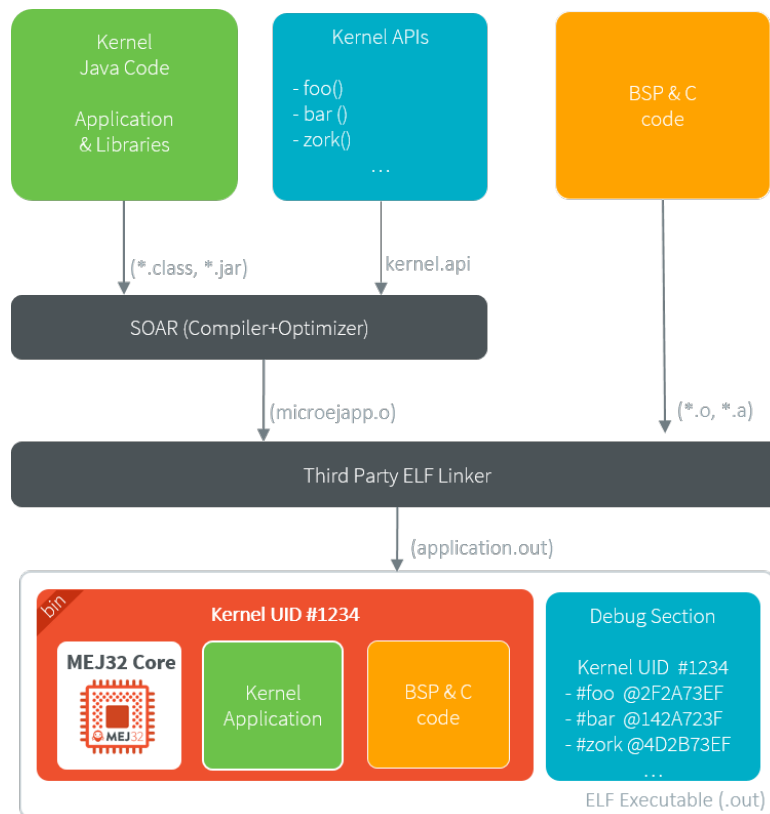 Kernel
Java Code
Application
& Libraries
Kernel APIs
- foo()
- bar ()
- zork()
...
BSP & C
code
(*.class, *.jar)
kernel.api
SOAR (Compiler+Optimizer)
(microejapp.o)
(*.o, *.a)
Third Party ELF Linker
(application.out)
bin
Kernel UID #1234
MEJ32 Core
MEJ32
Kernel
Application
BSP & C
code
Debug Section
Kernel UID #1234
- #foo @2F2A73EF
- #bar @142A723F
- #zork @4D2B73EF
...
ELF Executable (.out)